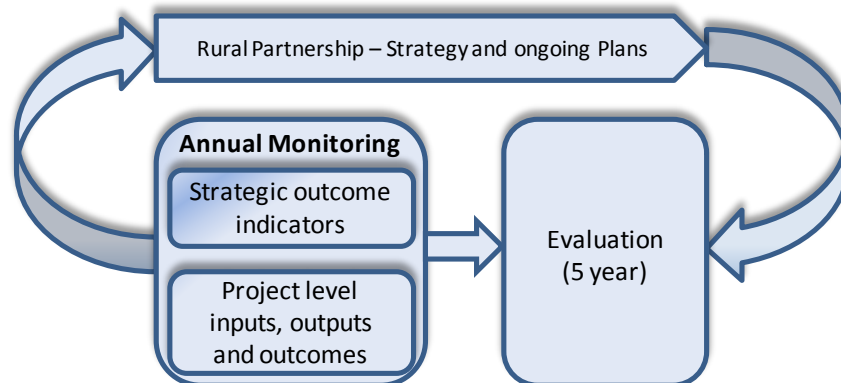 Rural Partnership – Strategy and ongoing Plans
Annual Monitoring
Strategic outcome
indicators
Project level
inputs, outputs
and outcomes
Evaluation
(5 year)